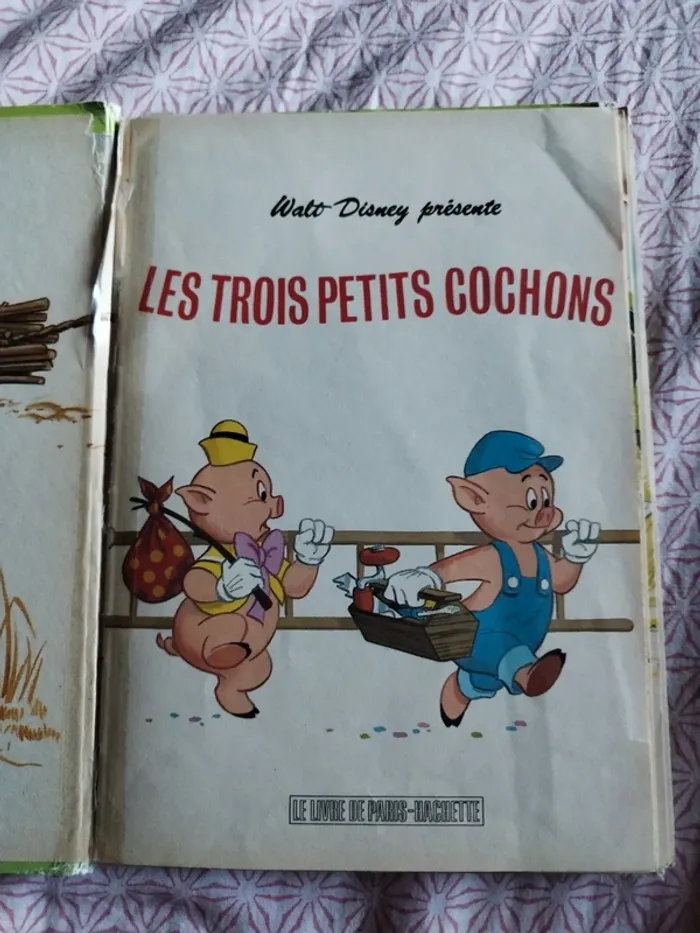 Walt Disney présente
LES TROIS PETITS COCHONS
LE LIVRE DE PARIS-HACHETTE